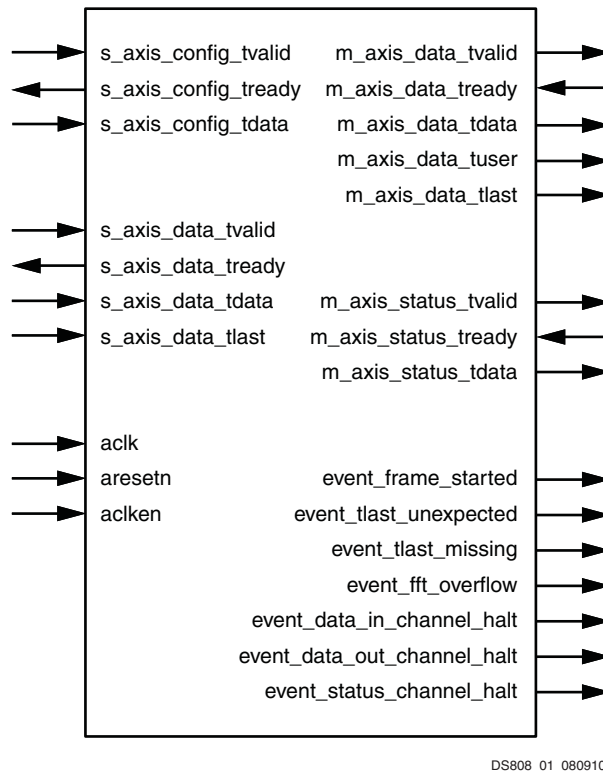 s_axis_config_tvalid m_axis_data_tvalid
s_axis_config_tready m_axis_data_tready
s_axis_config_tdata m_axis_data_tdata
m_axis_data_tuser
m_axis_data_tlast
s_axis_data_tvalid
s_axis_data_tready
s_axis_data_tdata m_axis_status_tvalid
s_axis_data_tlast m_axis_status_tready
m_axis_status_tdata
aclk
aresetn event_frame_started
aclken event_tlast_unexpected
event_tlast_missing
event_fft_overflow
event_data_in_channel_halt
event_data_out_channel_halt
event_status_channel_halt
DS808_01_080910